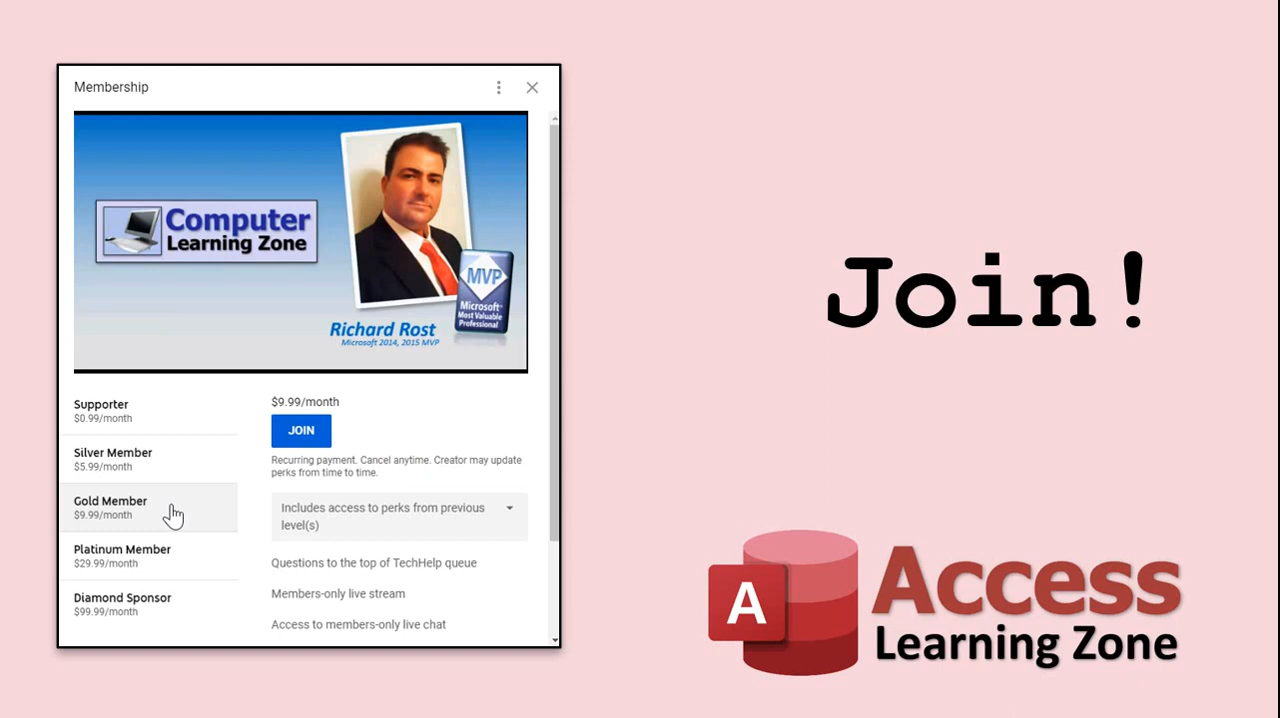 Membership
Computer
Learning Zone
MVP
Microsoft®
Most Valuable
Professional
Richard Rost
Microsoft 2014, 2015 MVP
Supporter
$0.99/month
Silver Member
$5.99/month
Gold Member
$9.99/month
Platinum Member
$29.99/month
Diamond Sponsor
$99.99/month
$9.99/month
JOIN
Recurring payment. Cancel anytime. Creator may update
perks from time to time.
Includes access to perks from previous
level(s)
Questions to the top of TechHelp queue
Members-only live stream
Access to members-only live chat
Join!
A
Access
Learning Zone